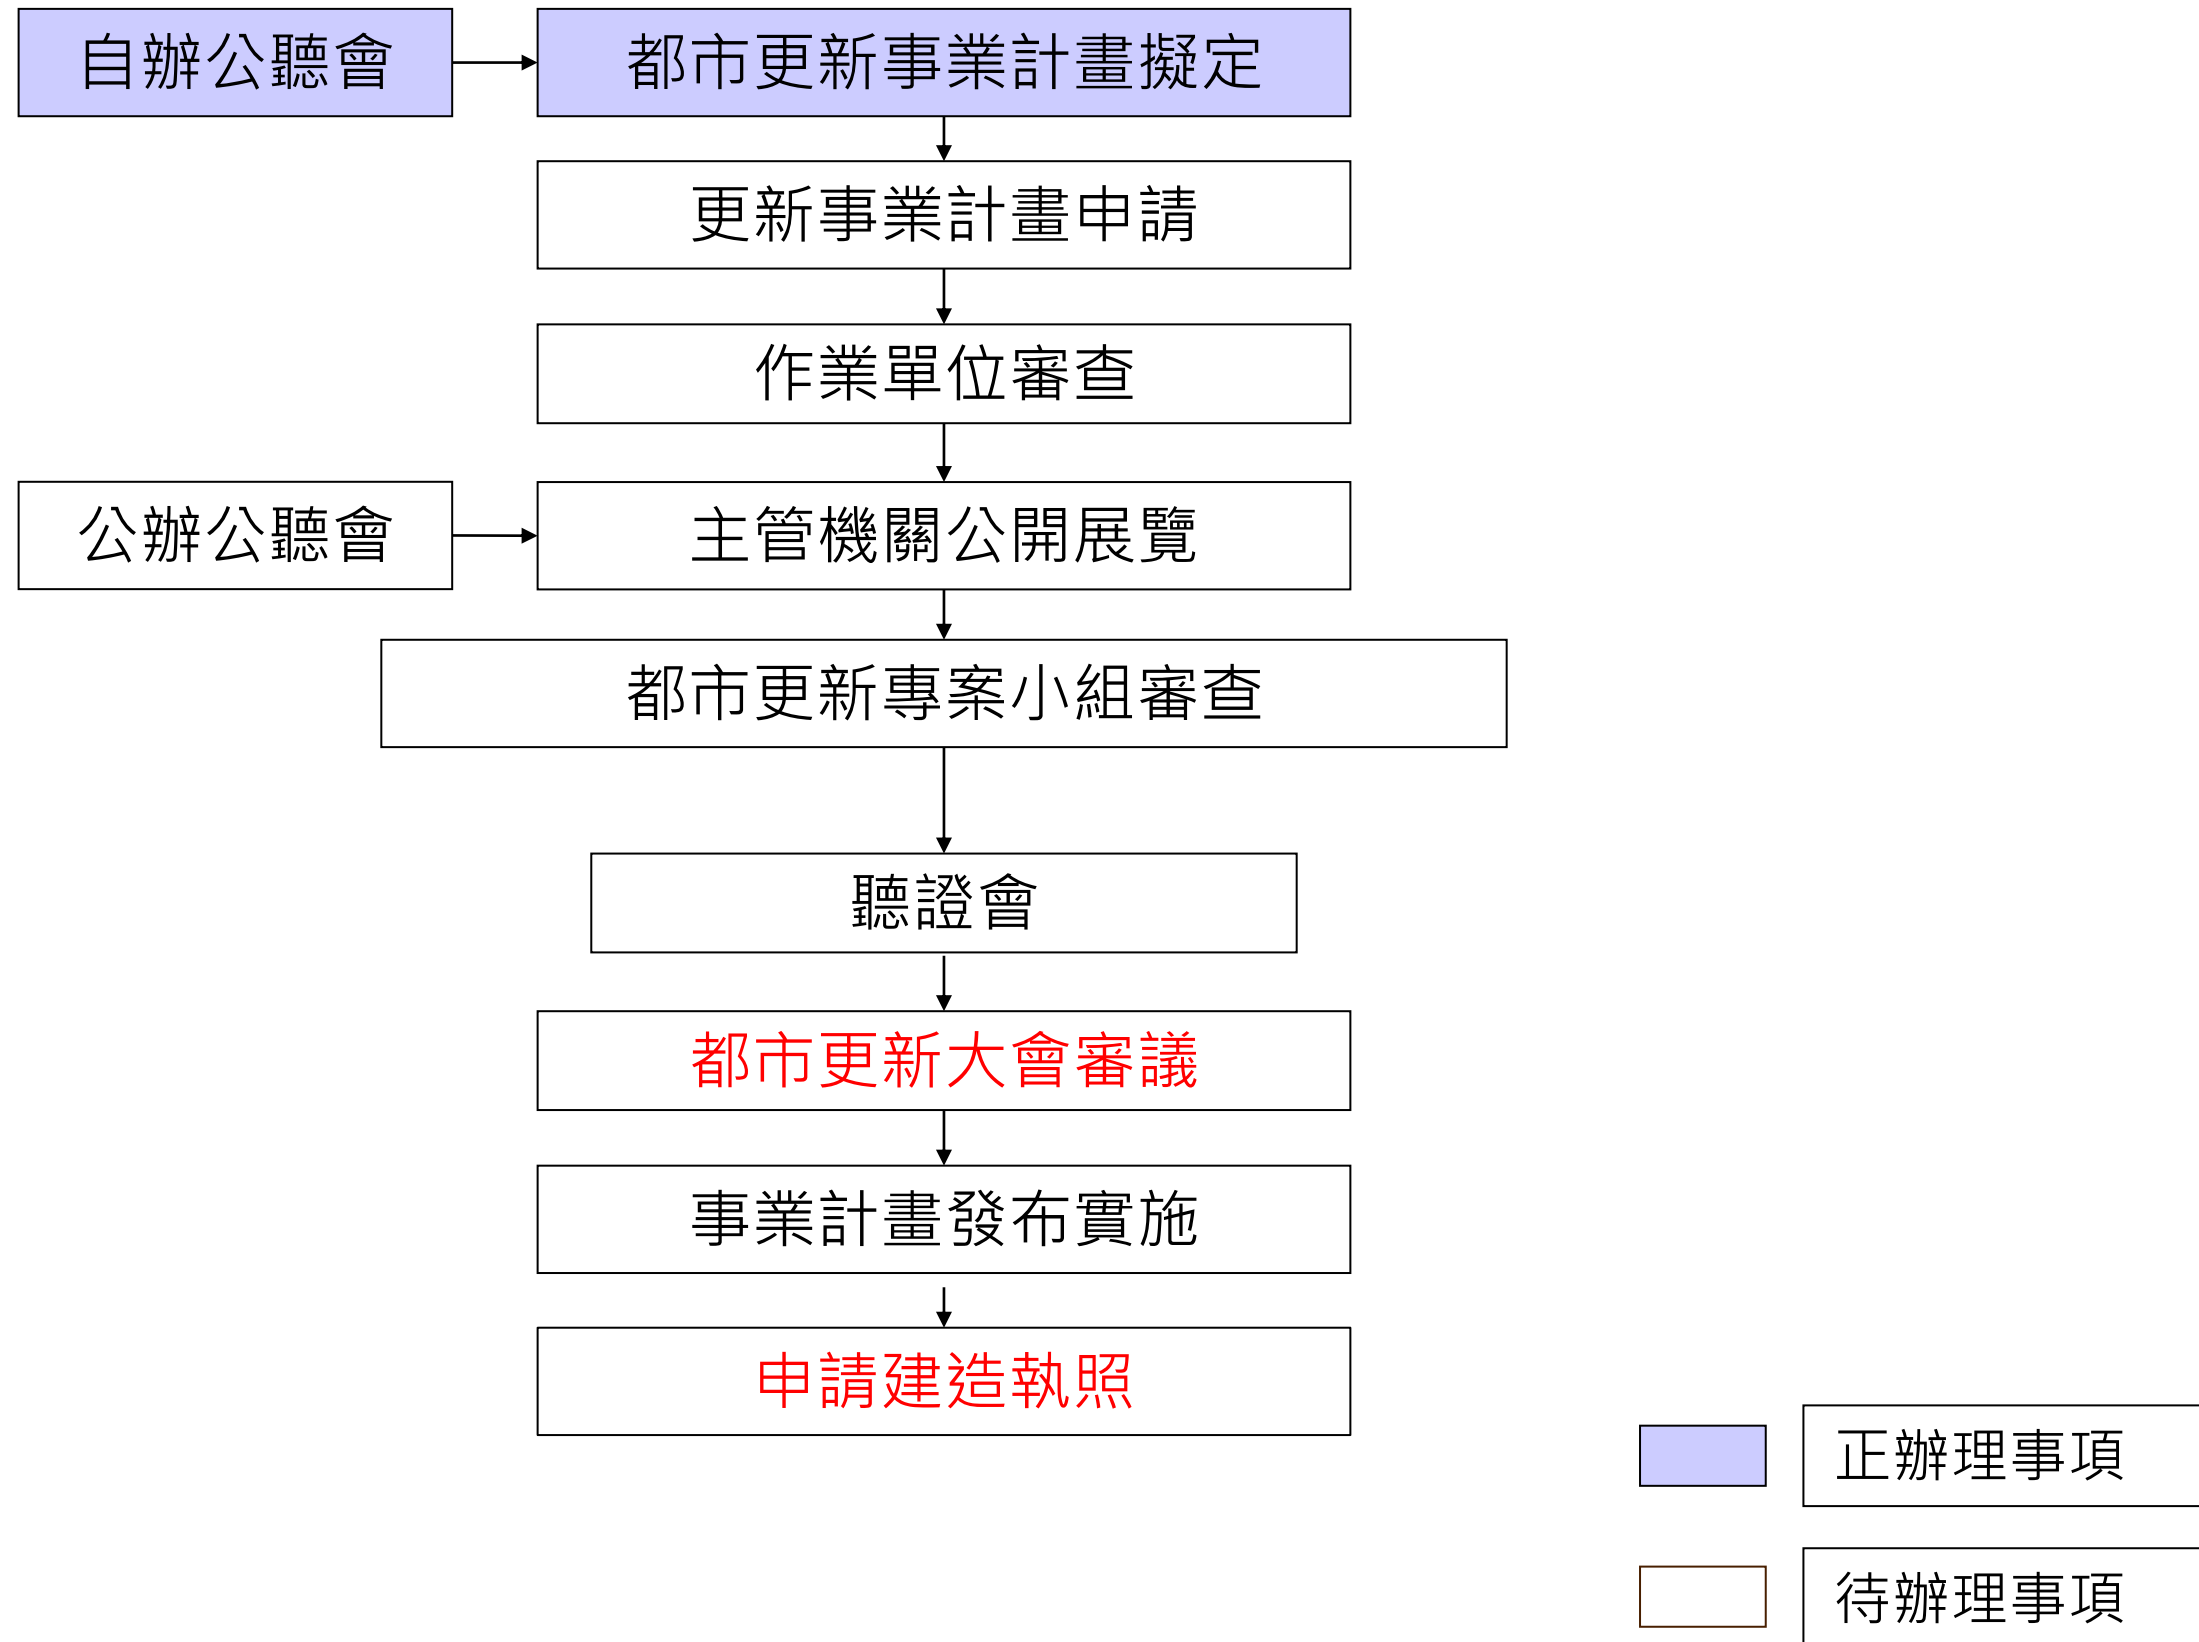 自辦公聽會
都市更新事業計畫擬定
更新事業計畫申請
作業單位審查
公辦公聽會
主管機關公開展覽
都市更新專案小組審查
聽證會
都市更新大會審議
事業計畫發布實施
申請建造執照
正辦理事項
待辦理事項